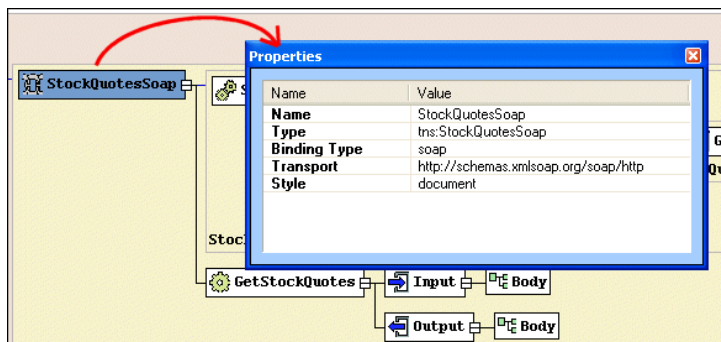 StockQuotesSoap
Properties
Name Value
Name StockQuotesSoap
Type tns:StockQuotesSoap
Binding Type soap
Transport http://schemas.xmlsoap.org/soap/http
Style document
Stoc
GetStockQuotes Input Body
Output Body